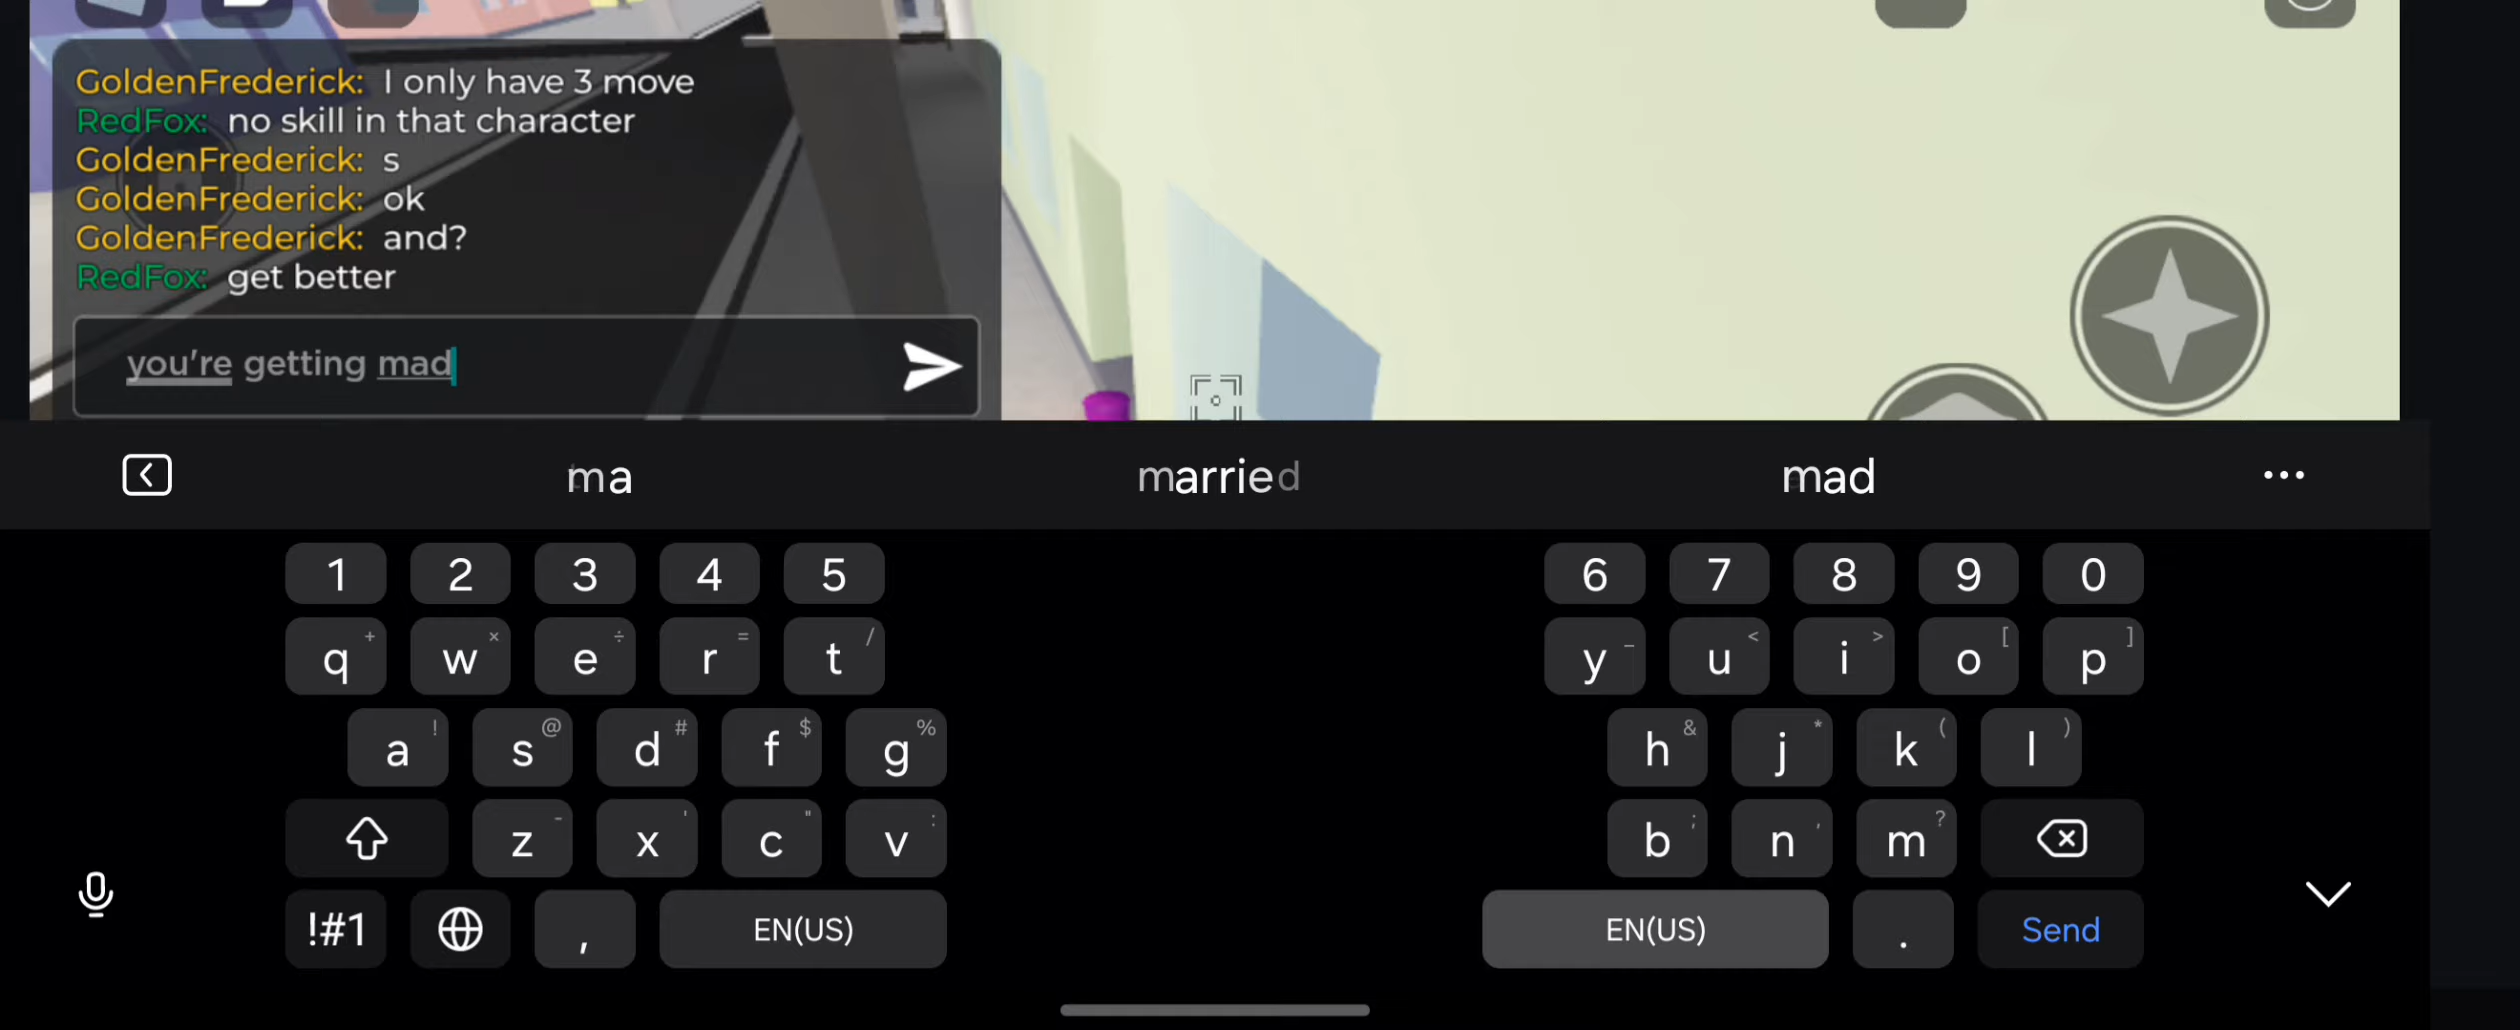 GoldenFrederick: I only have 3 move
RedFox: no skill in that character
GoldenFrederick: s
GoldenFrederick: ok
GoldenFrederick: and?
RedFox: get better
you're getting mad
ma married mad
1 2 3 4 5 6 7 8 9 0
q + w × e ÷ r = t / y _ u < i > o [ p ]
a ! s @ d # f $ g % h & j * k ( l )
z - x ' c " v : b ; n , m ?
!#1 , EN(US) EN(US) . Send